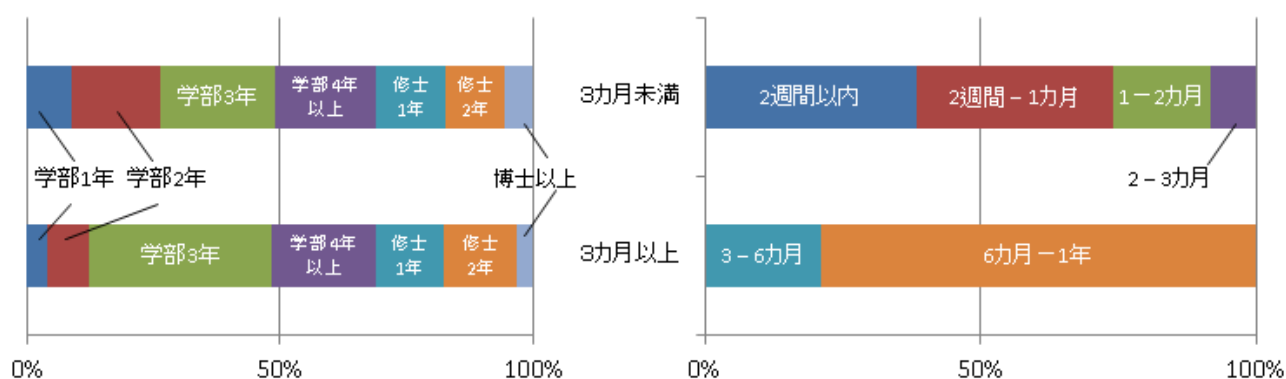 学部3年
学部4年
以上
修士
1年
修士
2年
3カ月未満
2週間以内
2週間－1カ月
1－2カ月
学部1年
学部2年
博士以上
2－3カ月
学部3年
学部4年
以上
修士
1年
修士
2年
3カ月以上
3－6カ月
6カ月－1年
0%
50%
100%
0%
50%
100%